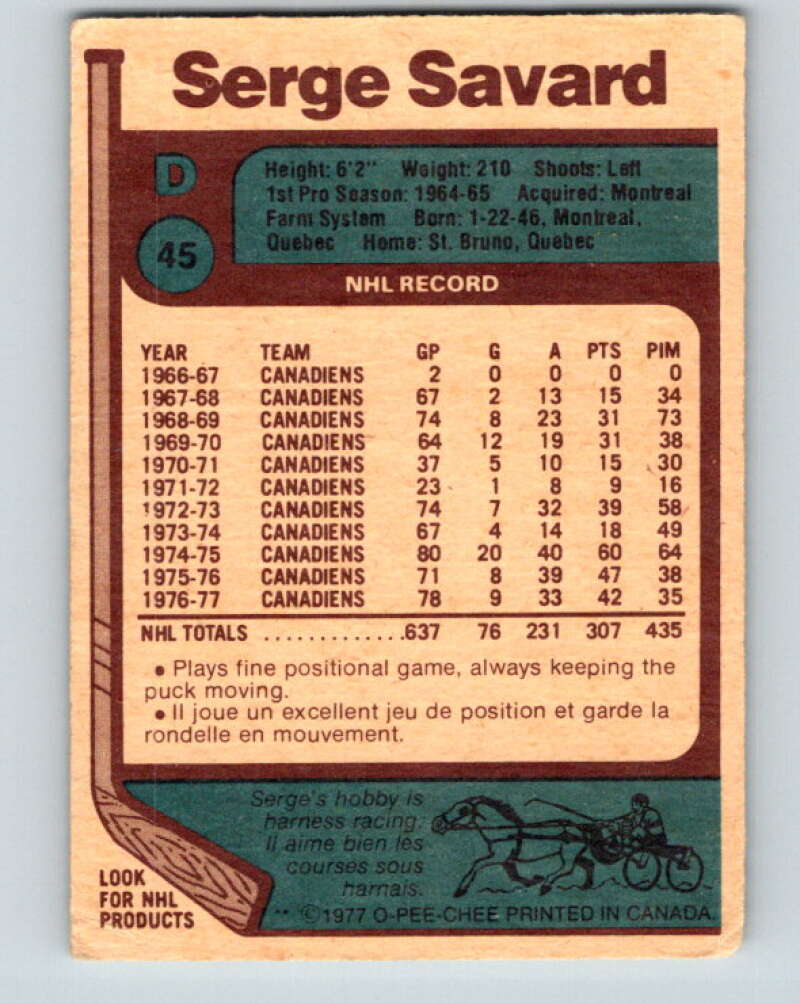 Serge Savard
D
45
Height: 6'2" Weight: 210 Shoots: Left
1st Pro Season: 1964-65 Acquired: Montreal
Farm System Born: 1-22-46, Montreal,
Quebec Home: St. Bruno, Quebec
NHL RECORD
YEAR TEAM GP G A PTS PIM
1966-67 CANADIENS 2 0 0 0 0
1967-68 CANADIENS 67 2 13 15 34
1968-69 CANADIENS 74 8 23 31 73
1969-70 CANADIENS 64 12 19 31 38
1970-71 CANADIENS 37 5 10 15 30
1971-72 CANADIENS 23 1 8 9 16
1972-73 CANADIENS 74 7 32 39 58
1973-74 CANADIENS 67 4 14 18 49
1974-75 CANADIENS 80 20 40 60 64
1975-76 CANADIENS 71 8 39 47 38
1976-77 CANADIENS 78 9 33 42 35
NHL TOTALS .............637 76 231 307 435
• Plays fine positional game, always keeping the
puck moving.
• Il joue un excellent jeu de position et garde la
rondelle en mouvement.
Serge's hobby is
harness racing.
Il aime bien les
courses sous
harnais.
LOOK
FOR NHL
PRODUCTS
** ©1977 O-PEE-CHEE PRINTED IN CANADA.